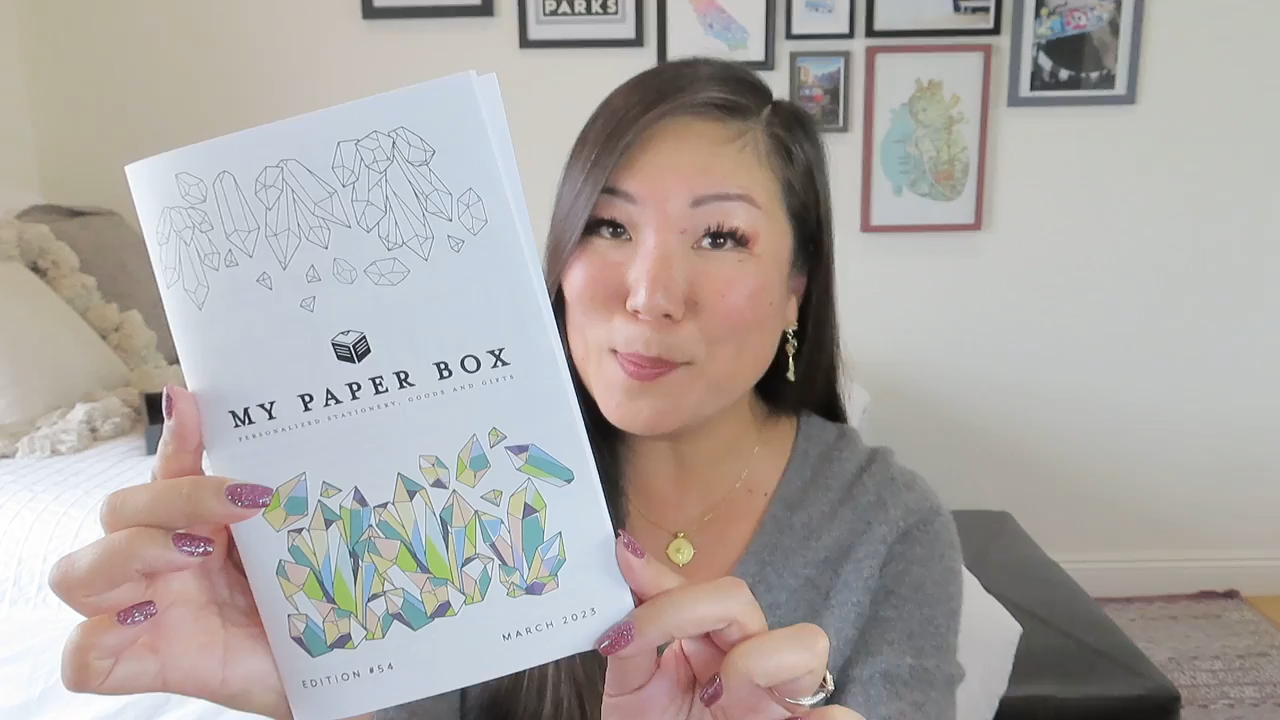 PARKS
MY PAPER BOX
PERSONALIZED STATIONERY, GOODS AND GIFTS
MARCH 2023
EDITION #54